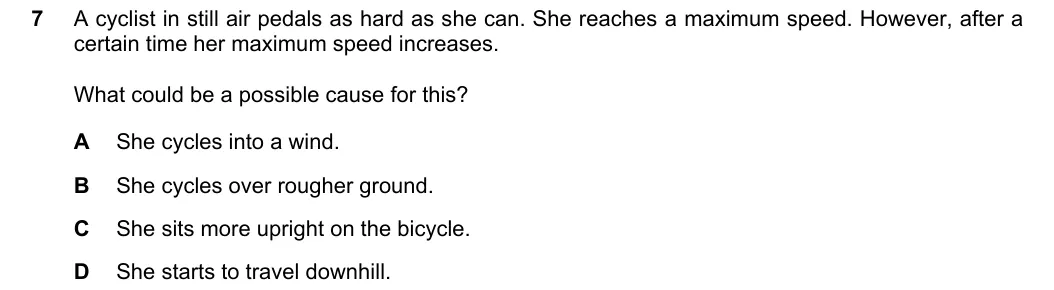 7 A cyclist in still air pedals as hard as she can. She reaches a maximum speed. However, after a
certain time her maximum speed increases.
What could be a possible cause for this?
A She cycles into a wind.
B She cycles over rougher ground.
C She sits more upright on the bicycle.
D She starts to travel downhill.